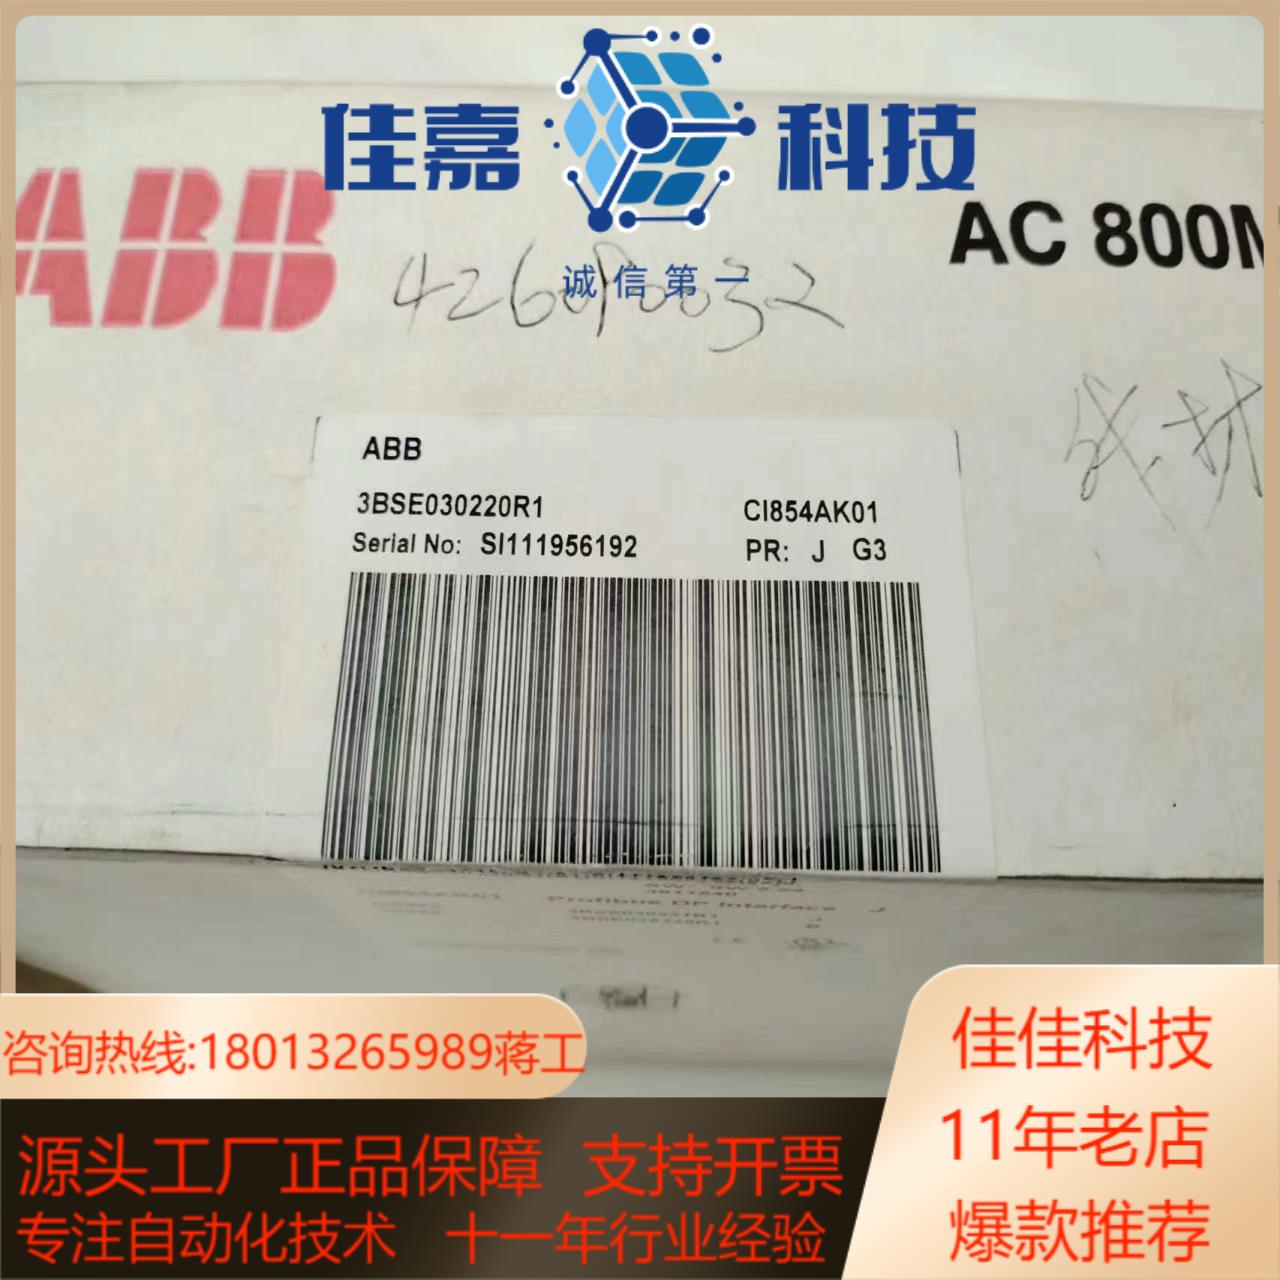 佳嘉科技
诚信第一
ABB
AC 800M
ABB
3BSE030220R1
CI854AK01
Serial No: SI111956192
PR: J G3
Profibus DP Interface J
咨询热线:18013265989蒋工
佳佳科技
11年老店
爆款推荐
源头工厂正品保障 支持开票
专注自动化技术 十一年行业经验